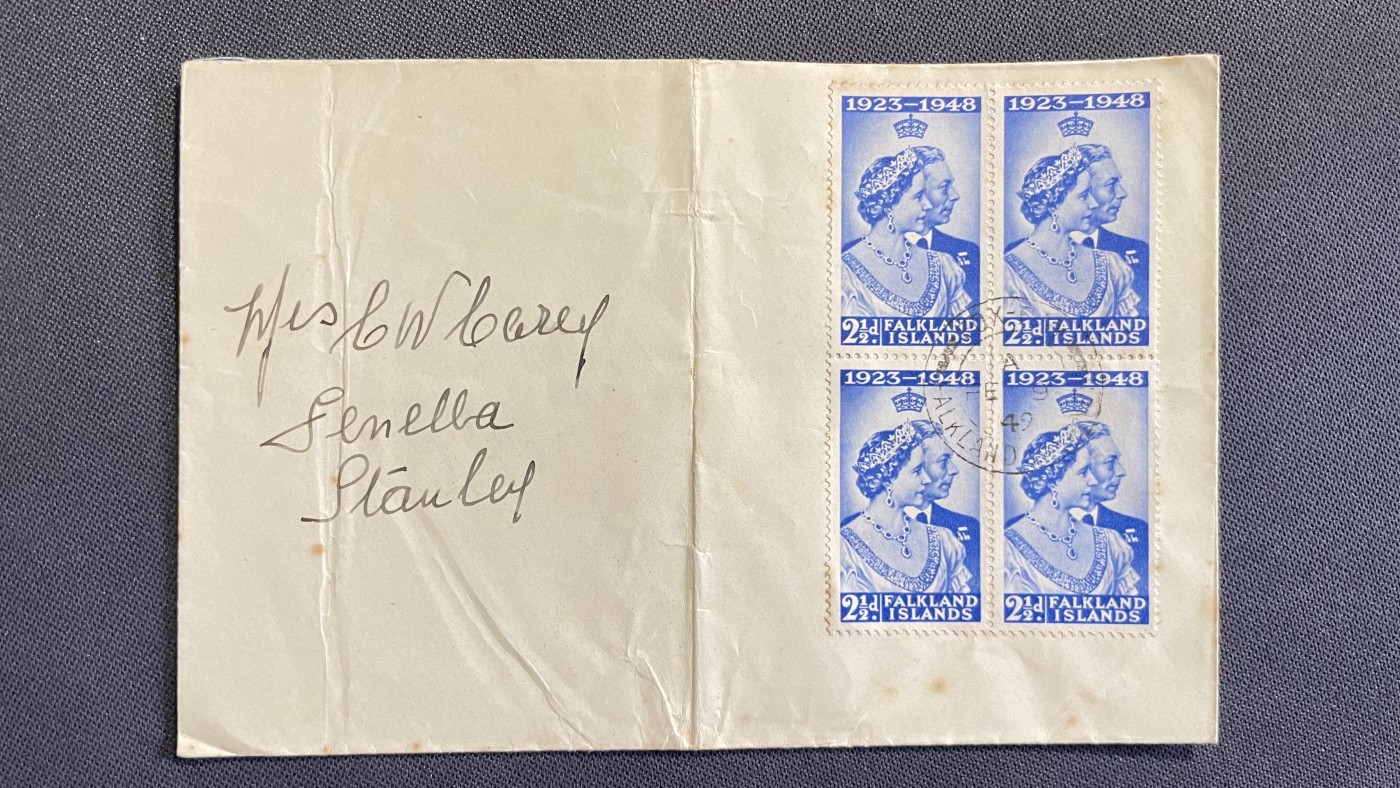 Mrs C W Carey
Genella
Stanley
1923–1948
1923–1948
2½d. FALKLAND ISLANDS
2½d. FALKLAND ISLANDS
49
1923–1948
1923–1948
2½d. FALKLAND ISLANDS
2½d. FALKLAND ISLANDS